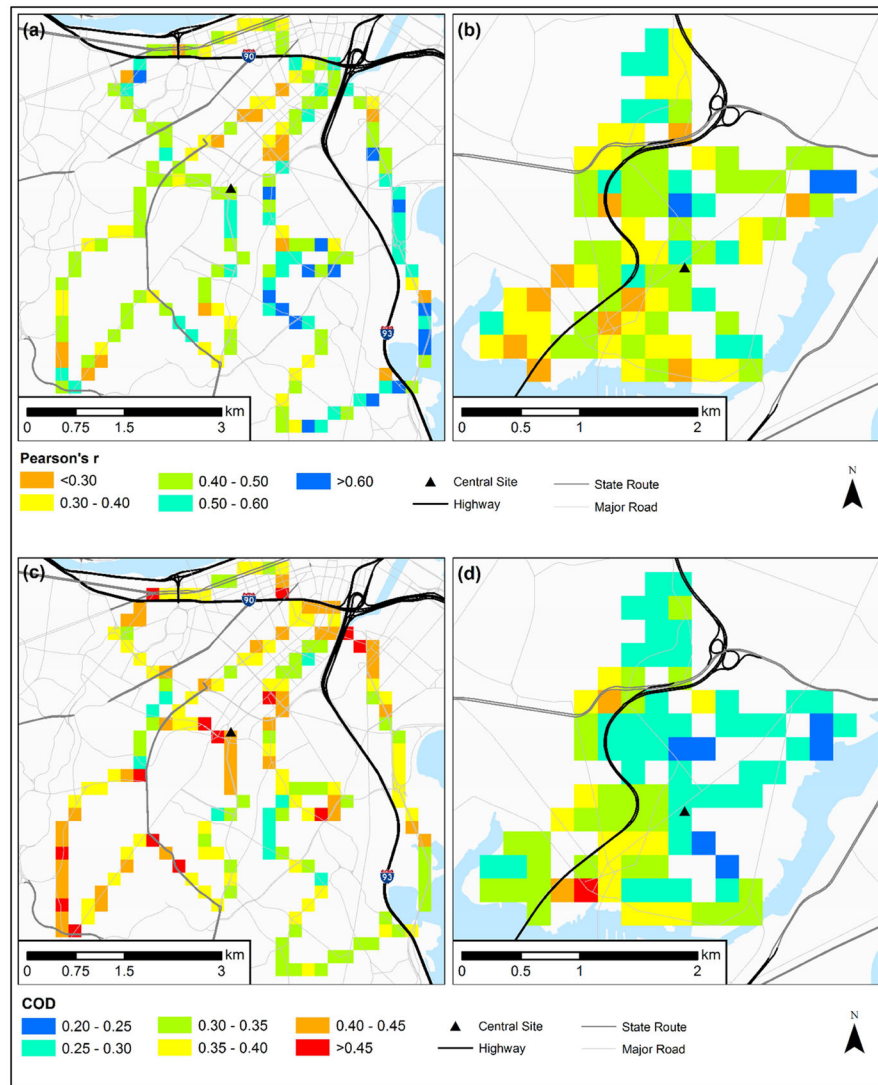 (a)
90
93
0 0.75 1.5 3
km
(b)
0 0.5 1 2
km
Pearson's r
<0.30 0.40 - 0.50 >0.60
0.30 - 0.40 0.50 - 0.60
Central Site State Route
Highway Major Road
N
(c)
90
93
0 0.75 1.5 3
km
(d)
0 0.5 1 2
km
COD
0.20 - 0.25 0.30 - 0.35 0.40 - 0.45
0.25 - 0.30 0.35 - 0.40 >0.45
Central Site State Route
Highway Major Road
N